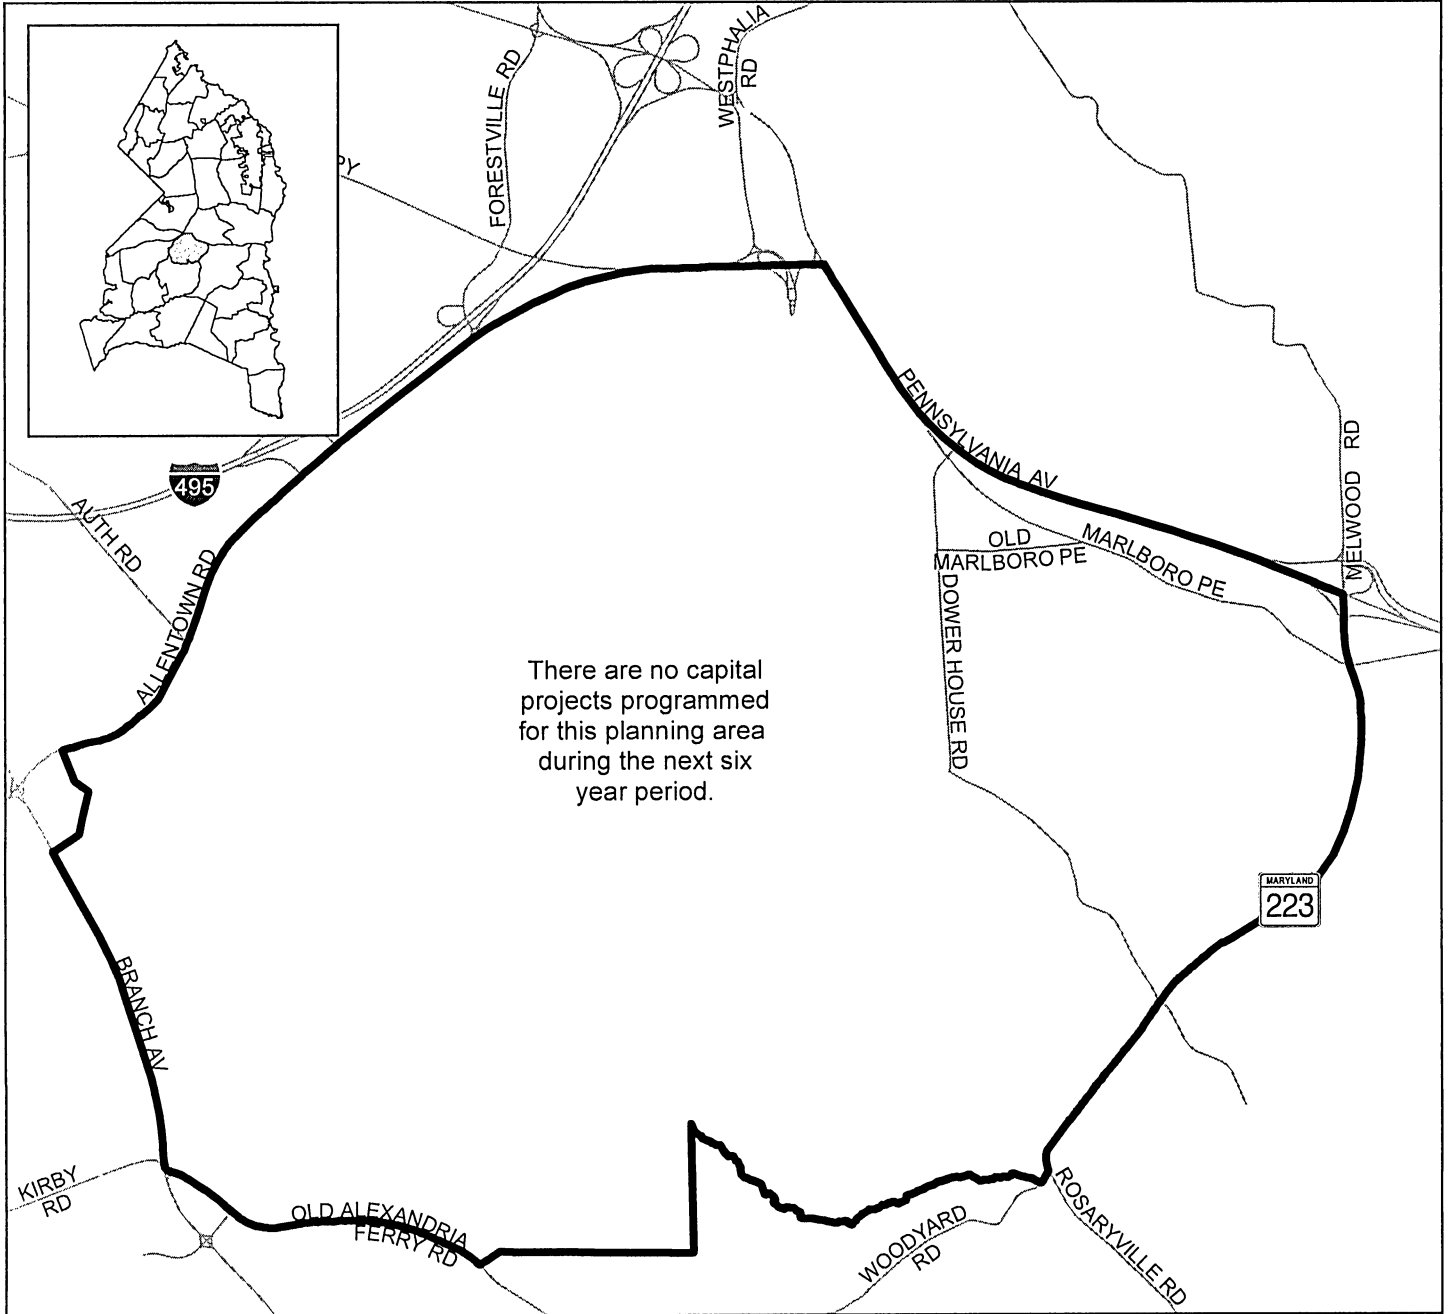 FORESTVILLE RD
WESTPHALIA
RD
PY
495
AUTH RD
ALLENTOWN RD
PENNSYLVANIA AV
MELWOOD RD
OLD
MARLBORO PE
MARLBORO PE
DOWER HOUSE RD
There are no capital
projects programmed
for this planning area
during the next six
year period.
MARYLAND
223
BRANCH AV
KIRBY
RD
OLD ALEXANDRIA
FERRY RD
WOODYARD
RD
ROSARYVILLE RD